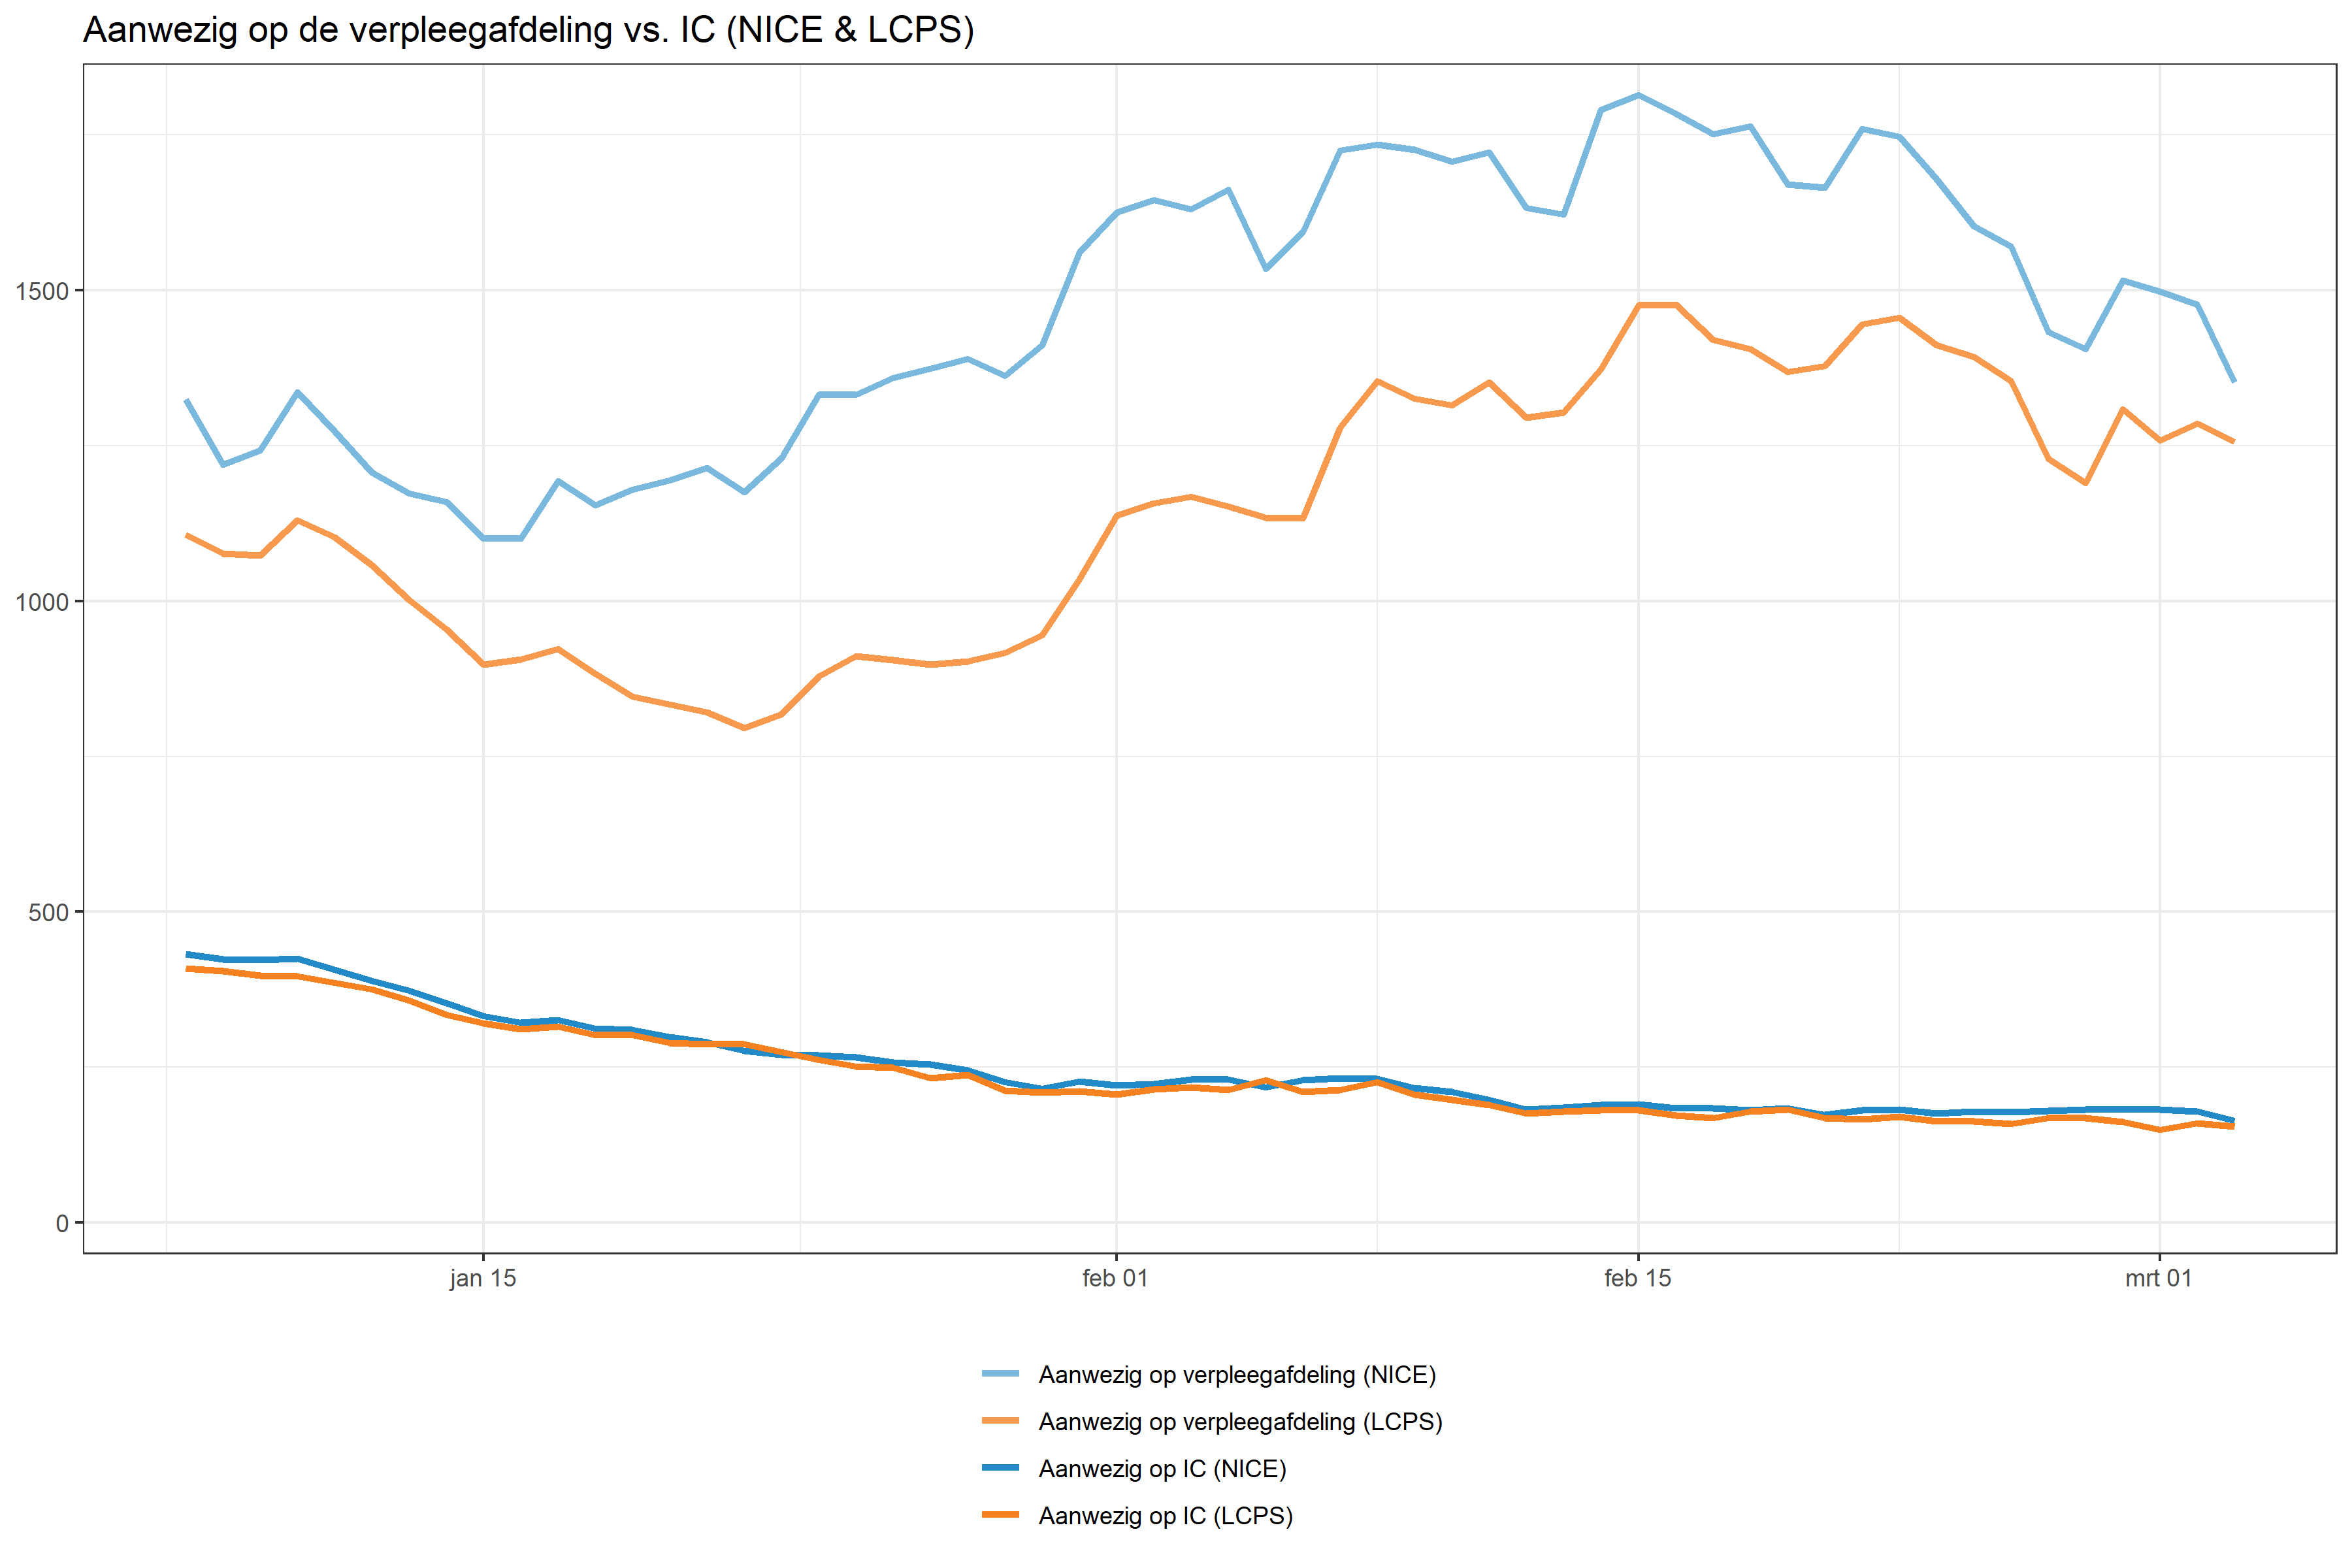 Aanwezig op de verpleegafdeling vs. IC (NICE & LCPS)
1500
1000
500
0
jan 15
feb 01
feb 15
mrt 01
Aanwezig op verpleegafdeling (NICE)
Aanwezig op verpleegafdeling (LCPS)
Aanwezig op IC (NICE)
Aanwezig op IC (LCPS)